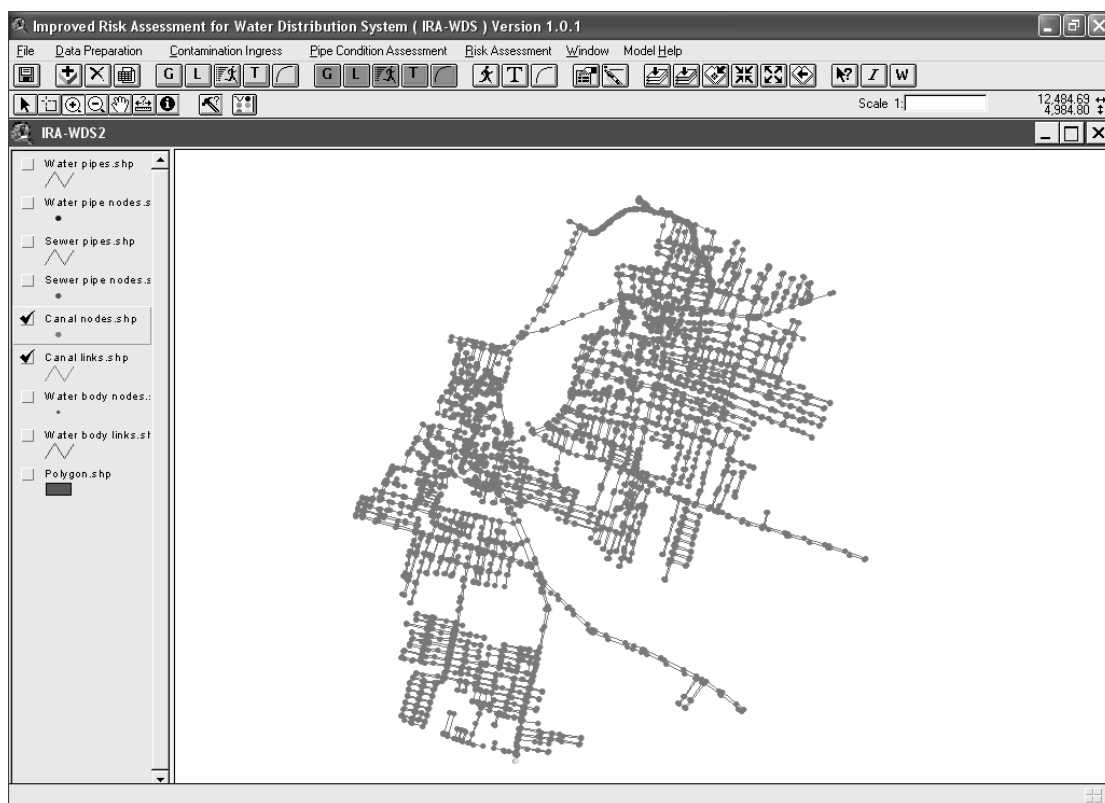 Improved Risk Assessment for Water Distribution System ( IRA-WDS ) Version 1.0.1
File Data Preparation Contamination Ingress Pipe Condition Assessment Risk Assessment Window Model Help
G L T G L T T I W
Scale 1: 12,484.69
4,984.80
IRA-WDS2
Water pipes.shp
Water pipe nodes.s
Sewer pipes.shp
Sewer pipe nodes.s
Canal nodes.shp
Canal links.shp
Water body nodes.
Water body links.sh
Polygon.shp